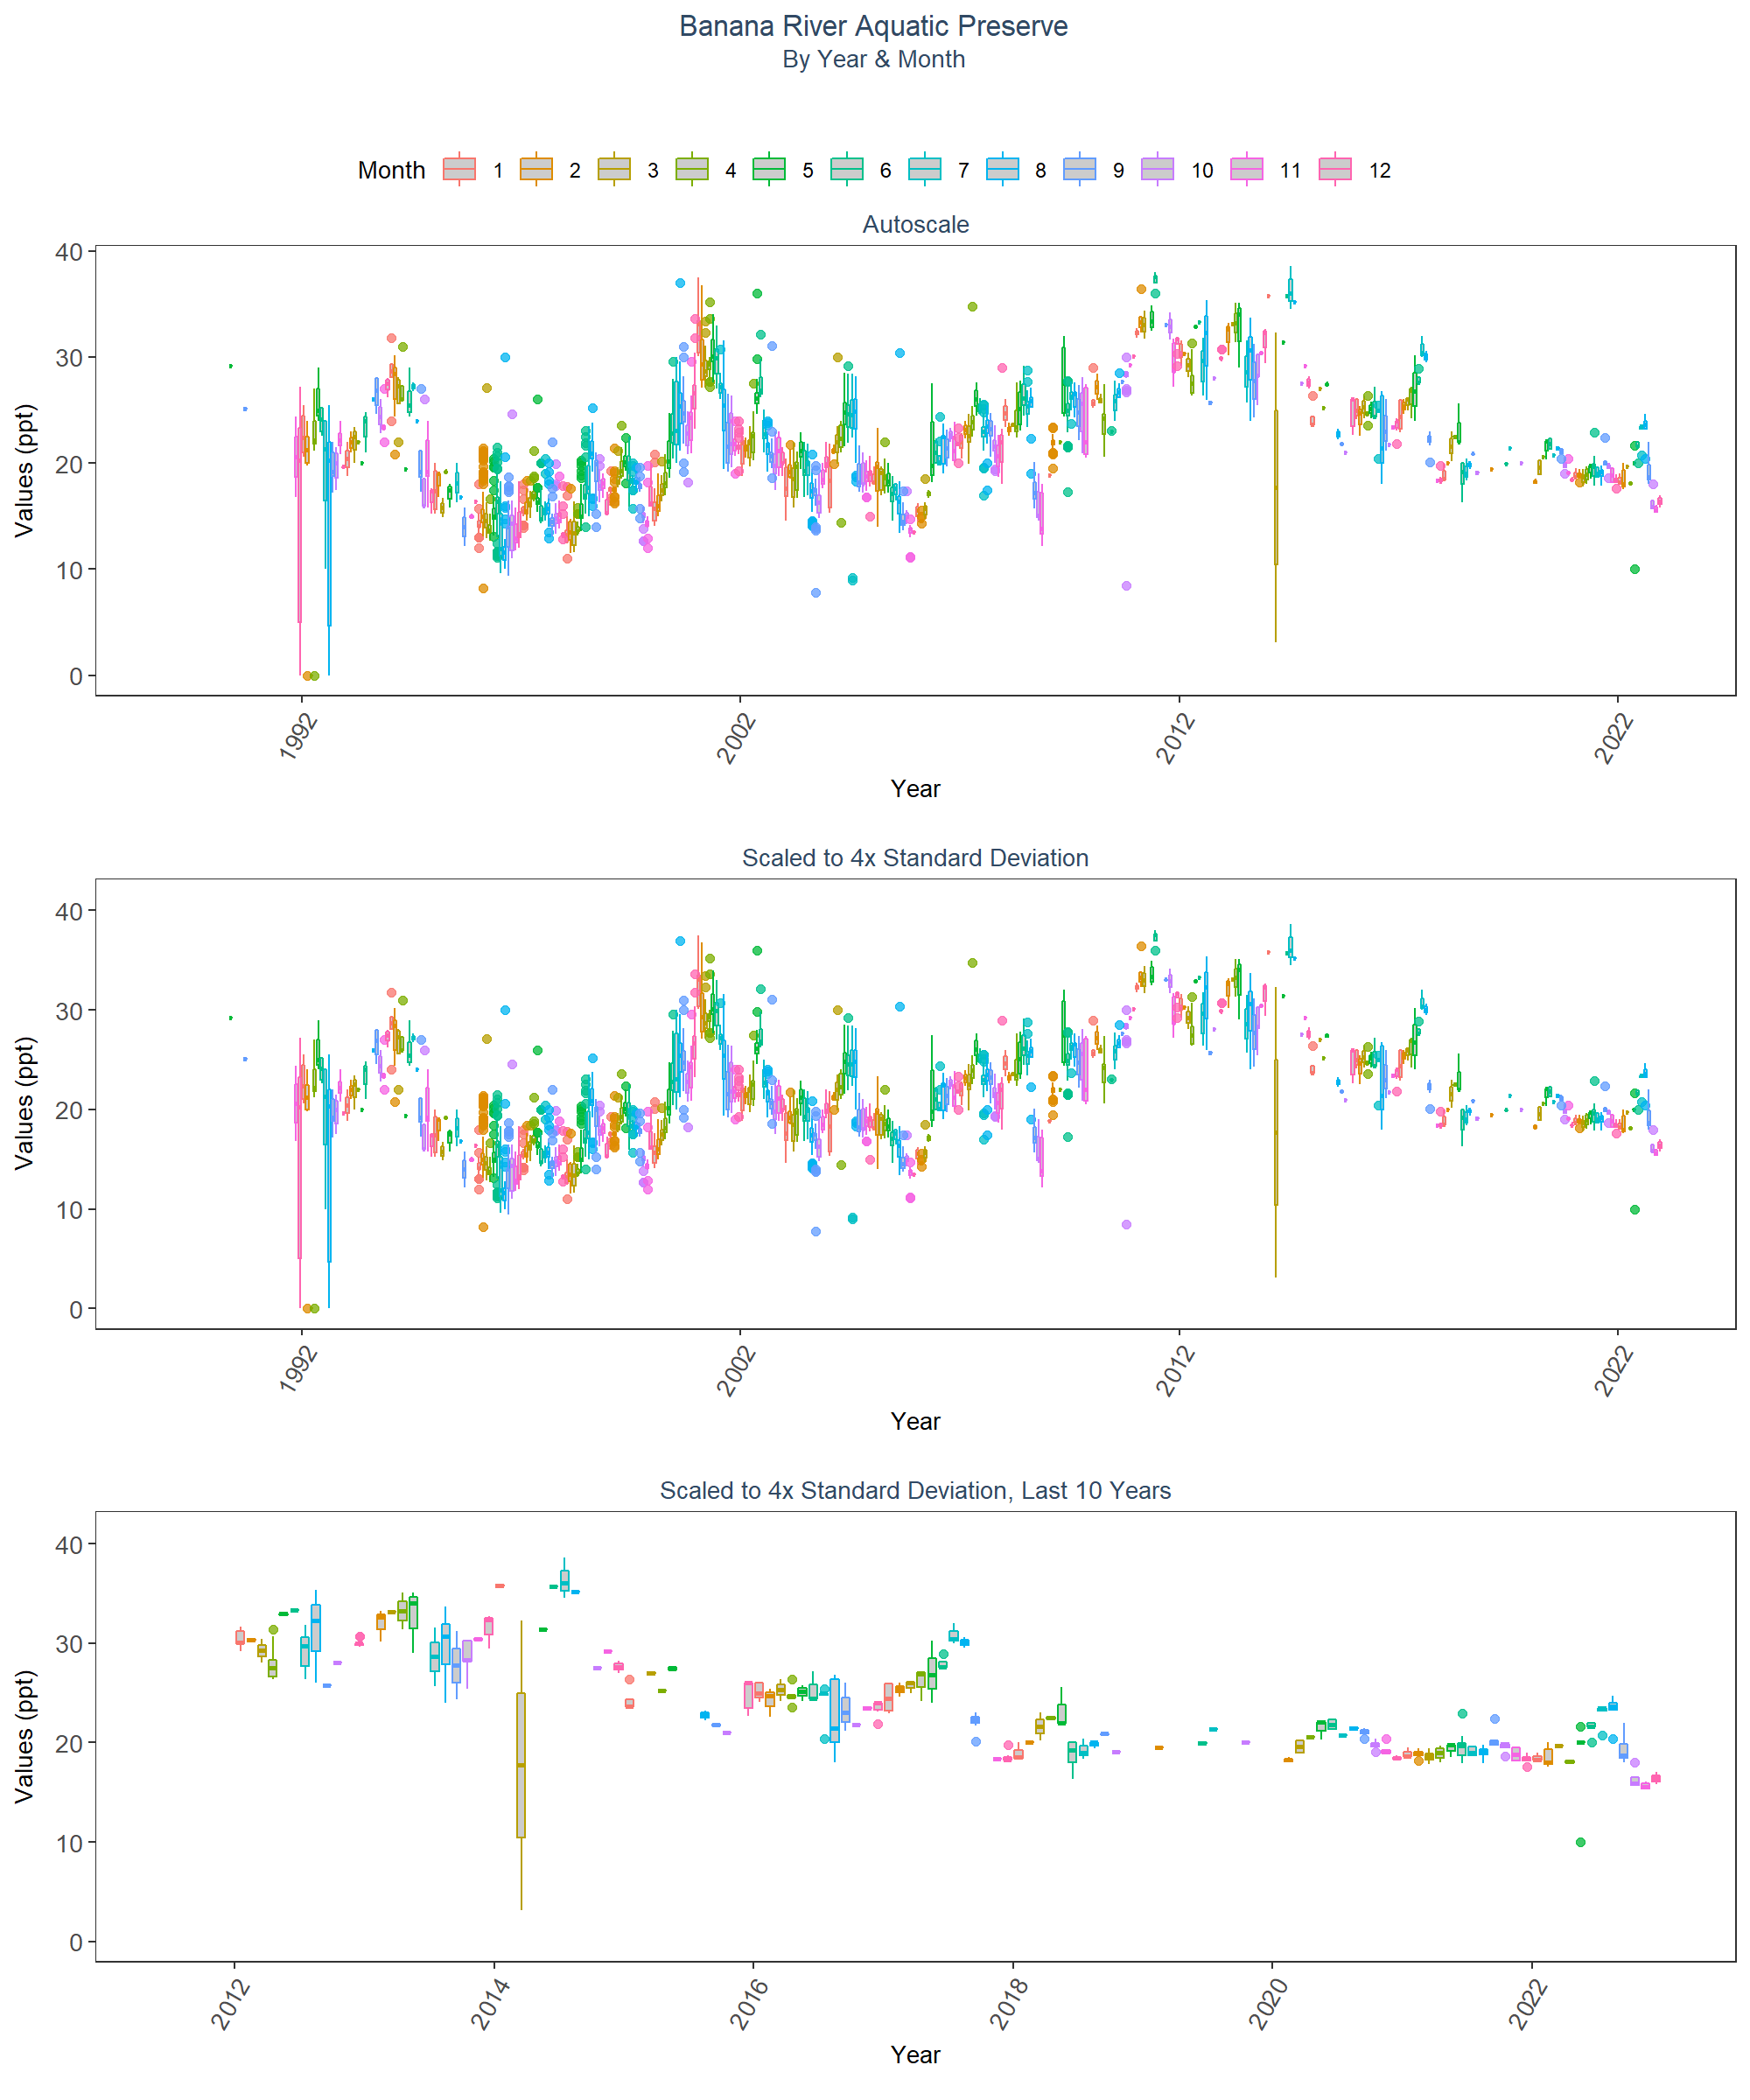 Banana River Aquatic Preserve
By Year & Month
Month 1 2 3 4 5 6 7 8 9 10 11 12
Autoscale
Values (ppt)
40
30
20
10
0
1992 2002 2012 2022
Year
Scaled to 4x Standard Deviation
Values (ppt)
40
30
20
10
0
1992 2002 2012 2022
Year
Scaled to 4x Standard Deviation, Last 10 Years
Values (ppt)
40
30
20
10
0
2012 2014 2016 2018 2020 2022
Year